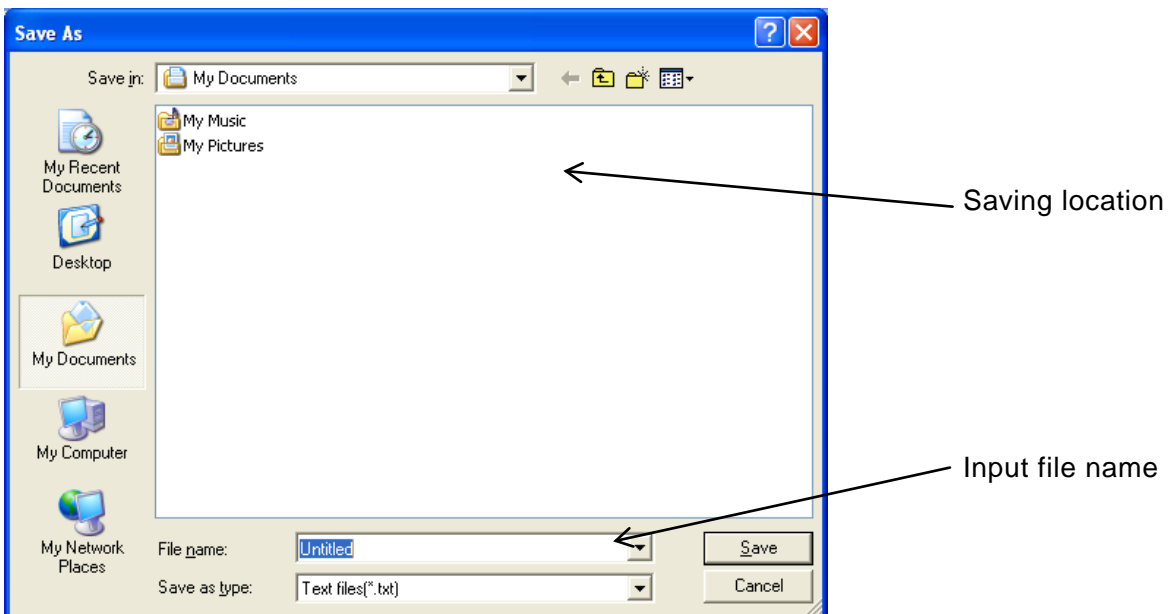 Save As
Save in: My Documents
My Music
My Pictures
My Recent
Documents
Desktop
My Documents
My Computer
My Network
Places
File name: Untitled
Save
Save as type: Text files(*.txt)
Cancel
Saving location
Input file name